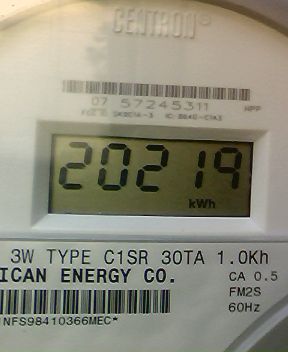 CENTRON®
07 57245311
20219
kWh
3W TYPE C1SR 30TA 1.0Kh
ICAN ENERGY CO.
CA 0.5
FM2S
60Hz
NFS98410366MEC*